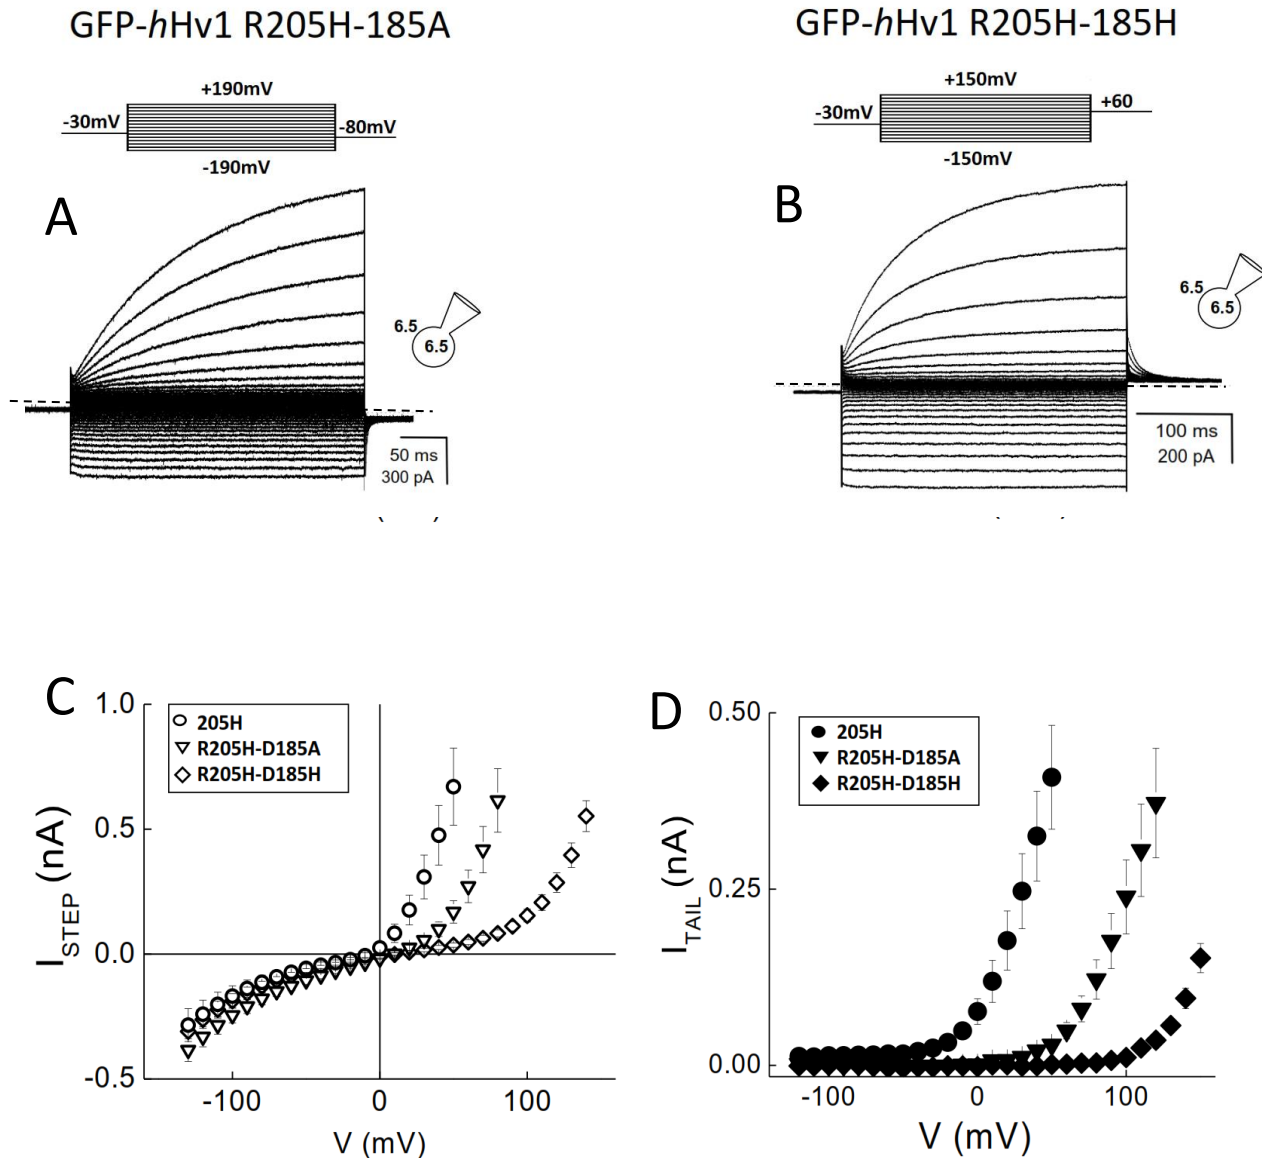 GFP-hHv1 R205H-185A
GFP-hHv1 R205H-185H
+190mV
-30mV
-80mV
-190mV
+150mV
-30mV
+60
-150mV
A
6.5
6.5
50 ms
300 pA
B
6.5
6.5
100 ms
200 pA
C
1.0
0.5
0.0
-0.5
ISTEP (nA)
205H
R205H-D185A
R205H-D185H
-100
0
100
V (mV)
D
0.50
0.25
0.00
ITAIL (nA)
205H
R205H-D185A
R205H-D185H
-100
0
100
V (mV)